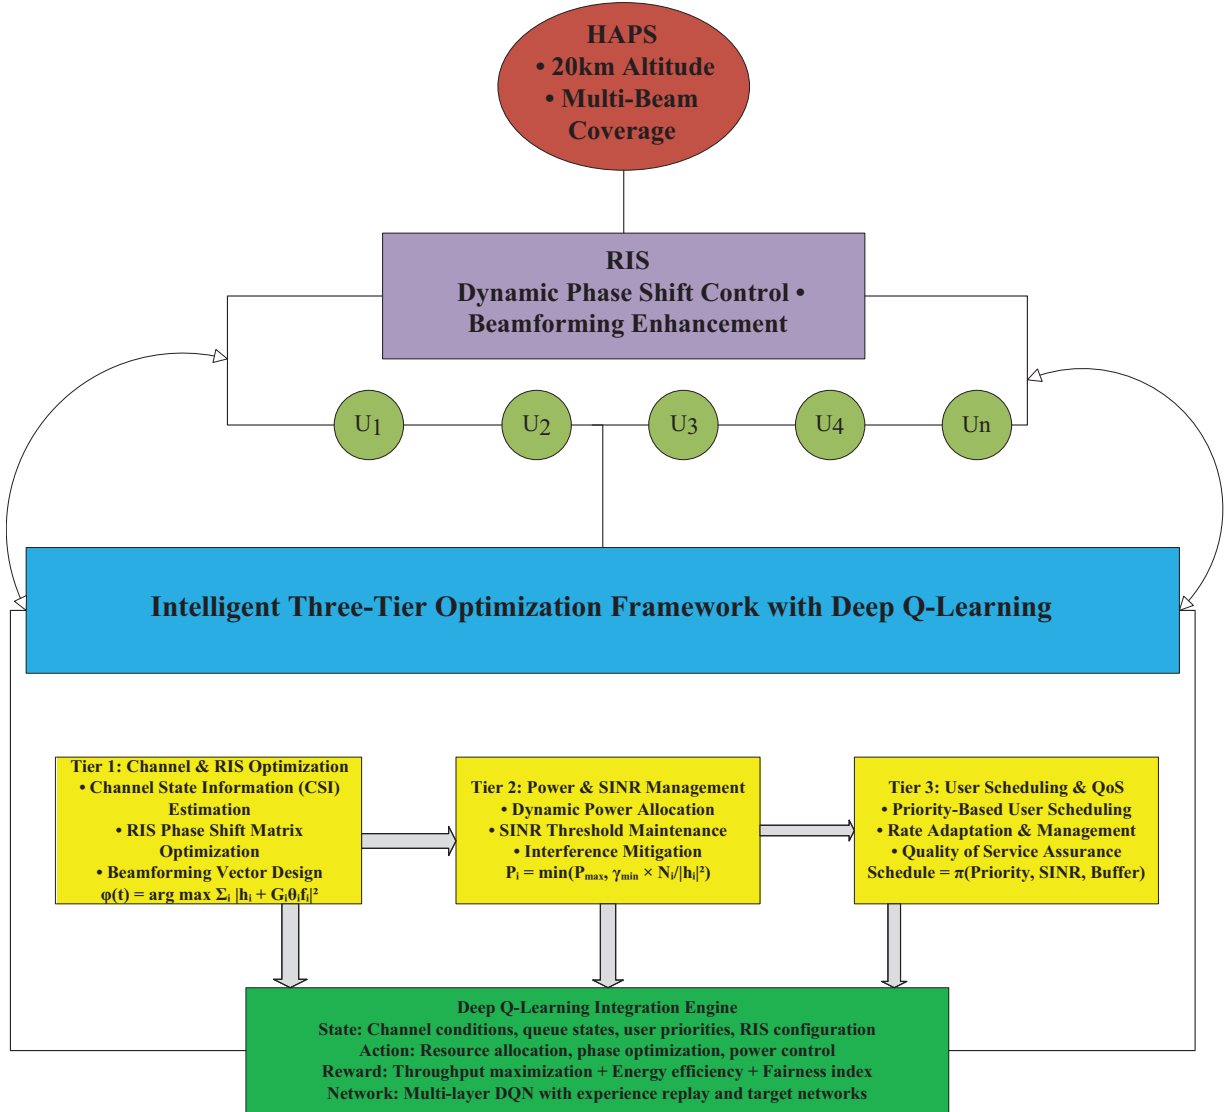 HAPS
• 20km Altitude
• Multi-Beam
Coverage
RIS
Dynamic Phase Shift Control •
Beamforming Enhancement
U1
U2
U3
U4
Un
Intelligent Three-Tier Optimization Framework with Deep Q-Learning
Tier 1: Channel & RIS Optimization
• Channel State Information (CSI)
Estimation
• RIS Phase Shift Matrix
Optimization
• Beamforming Vector Design
φ(t) = arg max Σᵢ |hᵢ + Gᵢθᵢfᵢ|²
Tier 2: Power & SINR Management
• Dynamic Power Allocation
• SINR Threshold Maintenance
• Interference Mitigation
Pᵢ = min(Pₘₐₓ, γₘᵢₙ × Nᵢ/|hᵢ|²)
Tier 3: User Scheduling & QoS
• Priority-Based User Scheduling
• Rate Adaptation & Management
• Quality of Service Assurance
Schedule = π(Priority, SINR, Buffer)
Deep Q-Learning Integration Engine
State: Channel conditions, queue states, user priorities, RIS configuration
Action: Resource allocation, phase optimization, power control
Reward: Throughput maximization + Energy efficiency + Fairness index
Network: Multi-layer DQN with experience replay and target networks